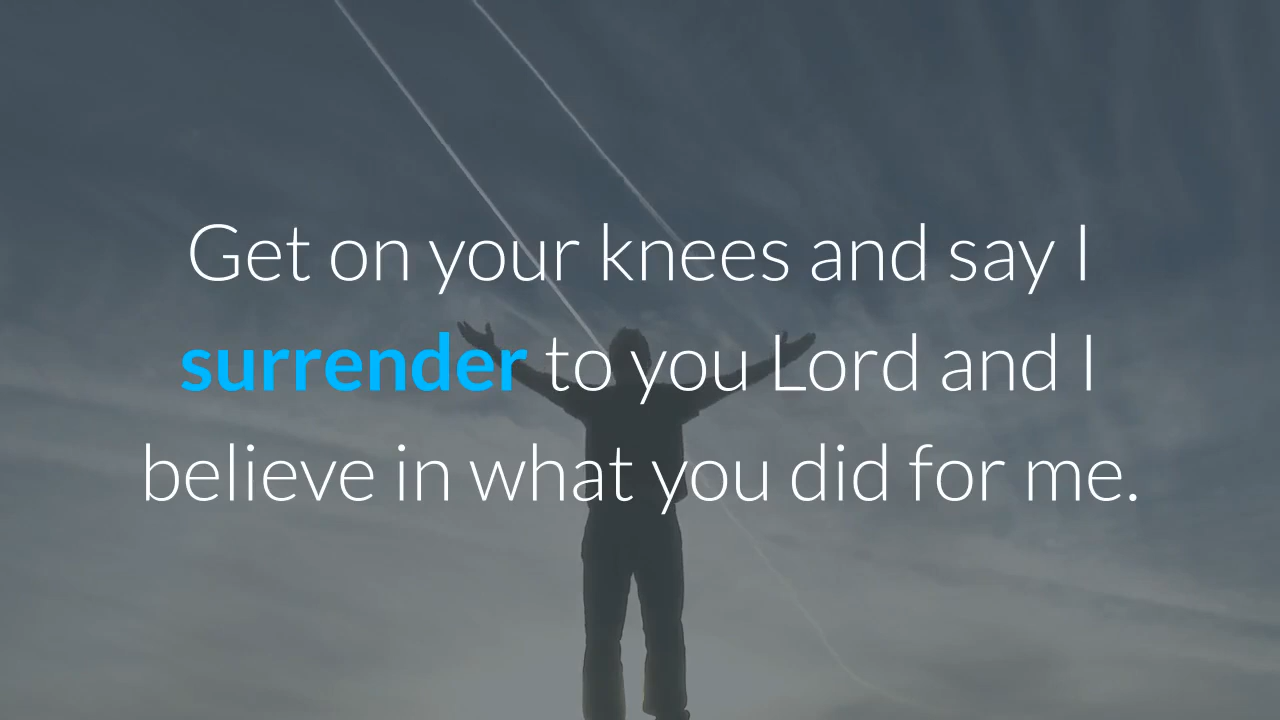 Get on your knees and say I
surrender to you Lord and I
believe in what you did for me.